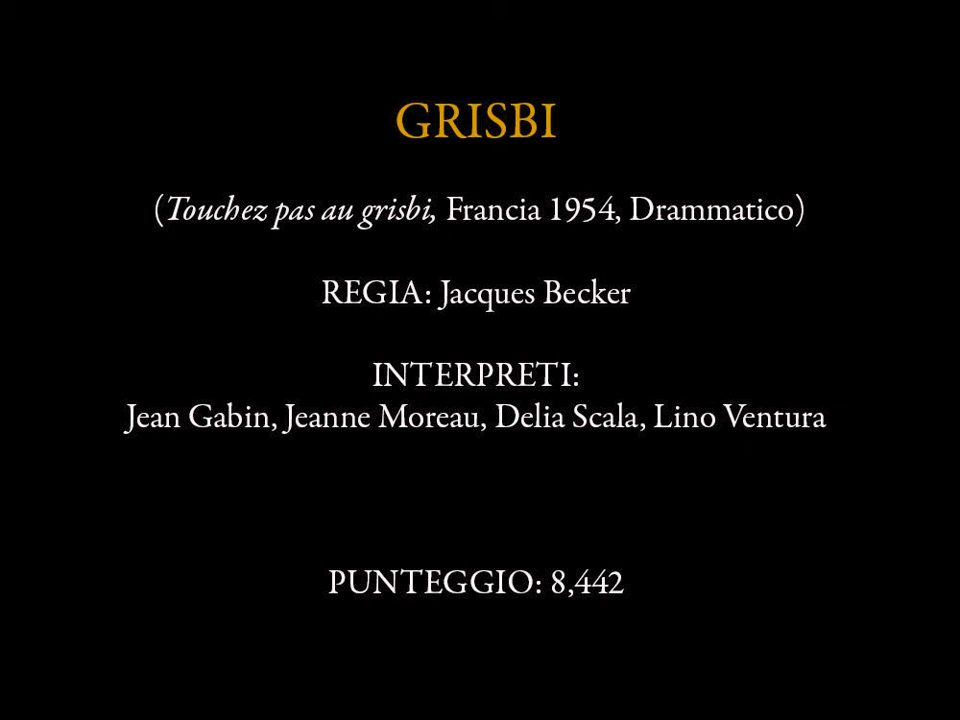 GRISBI
(Touchez pas au grisbi, Francia 1954, Drammatico)
REGIA: Jacques Becker
INTERPRETI:
Jean Gabin, Jeanne Moreau, Delia Scala, Lino Ventura
PUNTEGGIO: 8,442